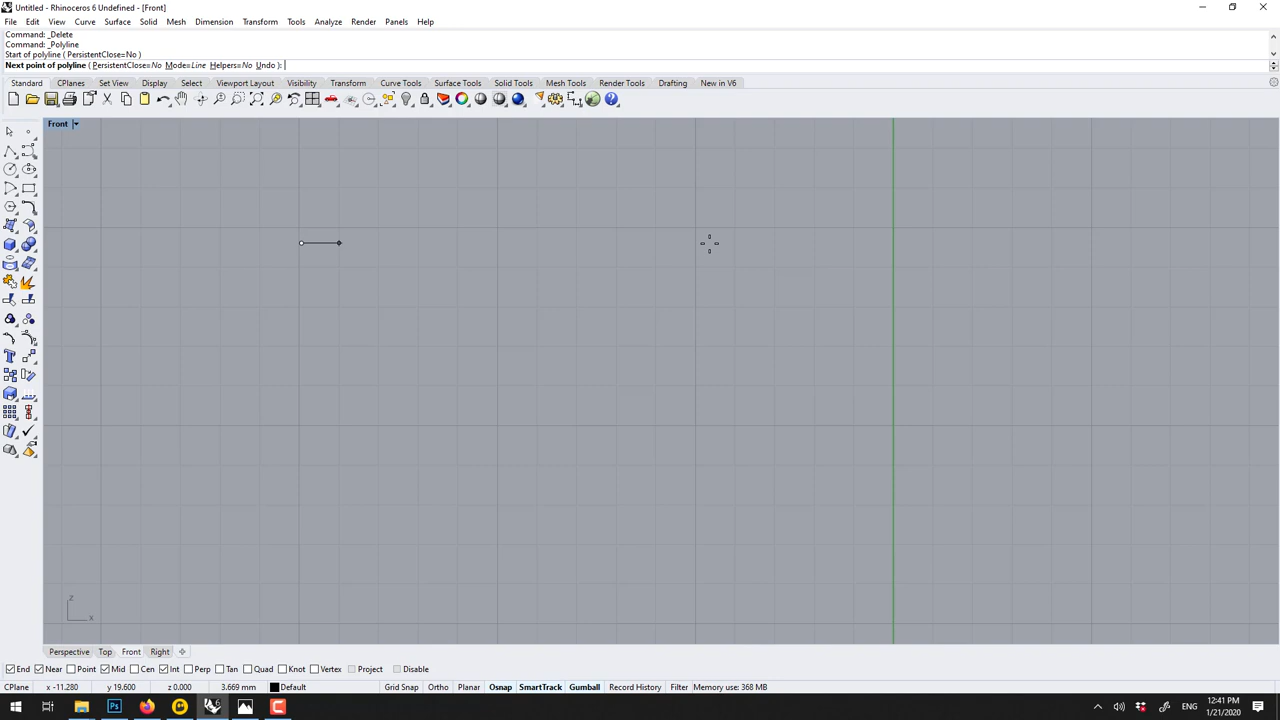 Untitled - Rhinoceros 6 Undefined - [Front]
File Edit View Curve Surface Solid Mesh Dimension Transform Tools Analyze Render Panels Help
Command: _Delete
Command: _Polyline
Start of polyline ( PersistentClose=No )
Next point of polyline ( PersistentClose=No Mode=Line Helpers=No Undo ):
Standard CPlanes Set View Display Select Viewport Layout Visibility Transform Curve Tools Surface Tools Solid Tools Mesh Tools Render Tools Drafting New in V6
Front
z
x
Perspective Top Front Right
End Near Point Mid Cen Int Perp Tan Quad Knot Vertex Project Disable
CPlane x -11.280 y 19.600 z 0.000 3.669 mm Default Grid Snap Ortho Planar Osnap SmartTrack Gumball Record History Filter Memory use: 368 MB
ENG 12:41 PM
1/21/2020